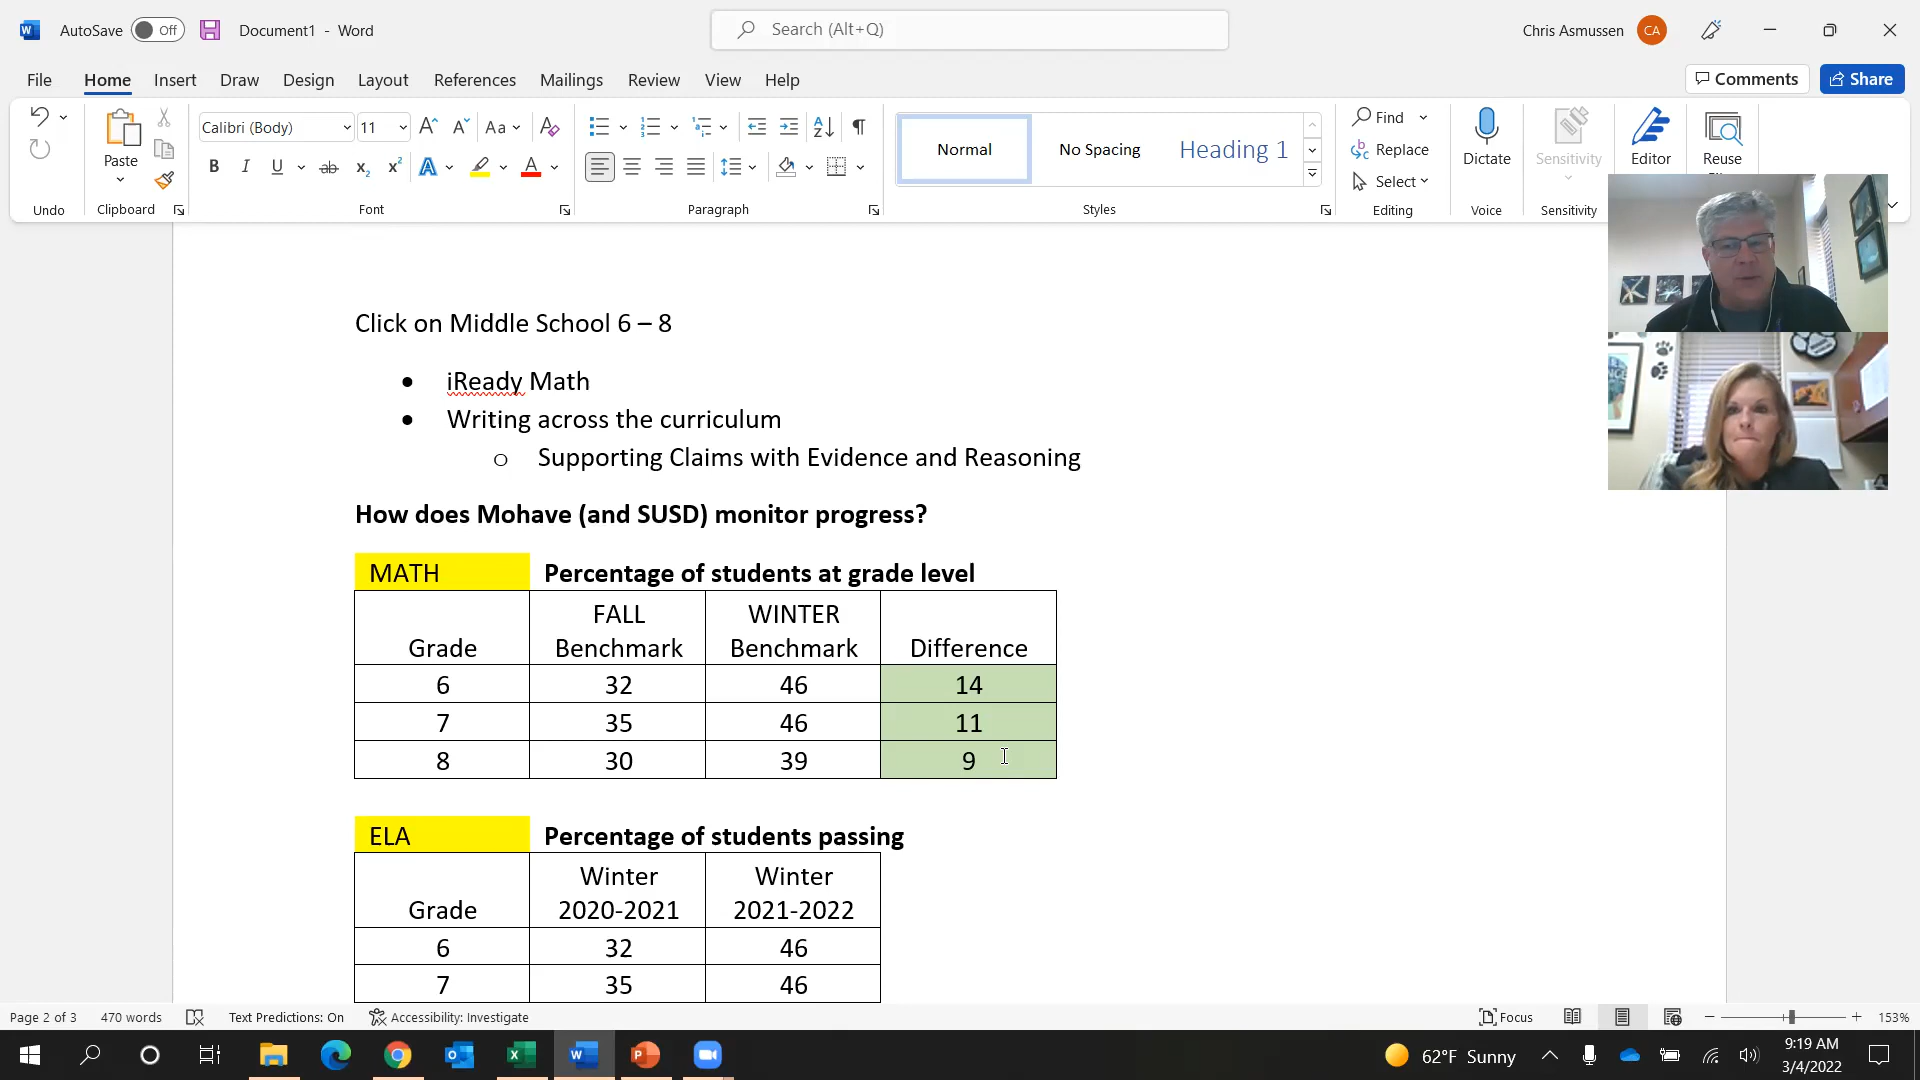 AutoSave Off Document1 - Word Search (Alt+Q) Chris Asmussen CA
File Home Insert Draw Design Layout References Mailings Review View Help Comments Share
Calibri (Body) 11 Aa Normal No Spacing Heading 1 Find
Paste Replace Dictate Sensitivity Editor Reuse
B I U ab x2 x2 A A Select
Undo Clipboard Font Paragraph Styles Editing Voice Sensitivity
Click on Middle School 6 – 8
• iReady Math
• Writing across the curriculum
o Supporting Claims with Evidence and Reasoning
How does Mohave (and SUSD) monitor progress?
MATH Percentage of students at grade level
Grade FALL Benchmark WINTER Benchmark Difference
6 32 46 14
7 35 46 11
8 30 39 9
ELA Percentage of students passing
Grade Winter 2020-2021 Winter 2021-2022
6 32 46
7 35 46
Page 2 of 3 470 words Text Predictions: On Accessibility: Investigate Focus 153%
62°F Sunny 9:19 AM
3/4/2022